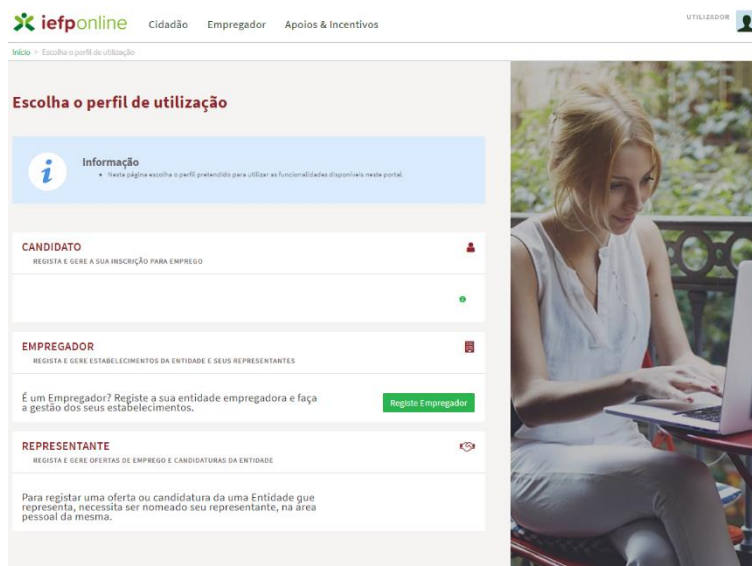 iefponline Cidadão Empregador Apoios & Incentivos UTILIZADOR
Início > Escolha o perfil de utilização
Escolha o perfil de utilização
Informação
Nesta página escolha o perfil pretendido para utilizar as funcionalidades disponíveis neste portal.
CANDIDATO
REGISTA E GERE A SUA INSCRIÇÃO PARA EMPREGO
EMPREGADOR
REGISTA E GERE ESTABELECIMENTOS DA ENTIDADE E SEUS REPRESENTANTES
É um Empregador? Registe a sua entidade empregadora e faça
a gestão dos seus estabelecimentos.
Registe Empregador
REPRESENTANTE
REGISTA E GERE OFERTAS DE EMPREGO E CANDIDATURAS DA ENTIDADE
Para registar uma oferta ou candidatura da uma Entidade que
representa, necessita ser nomeado seu representante, na área
pessoal da mesma.